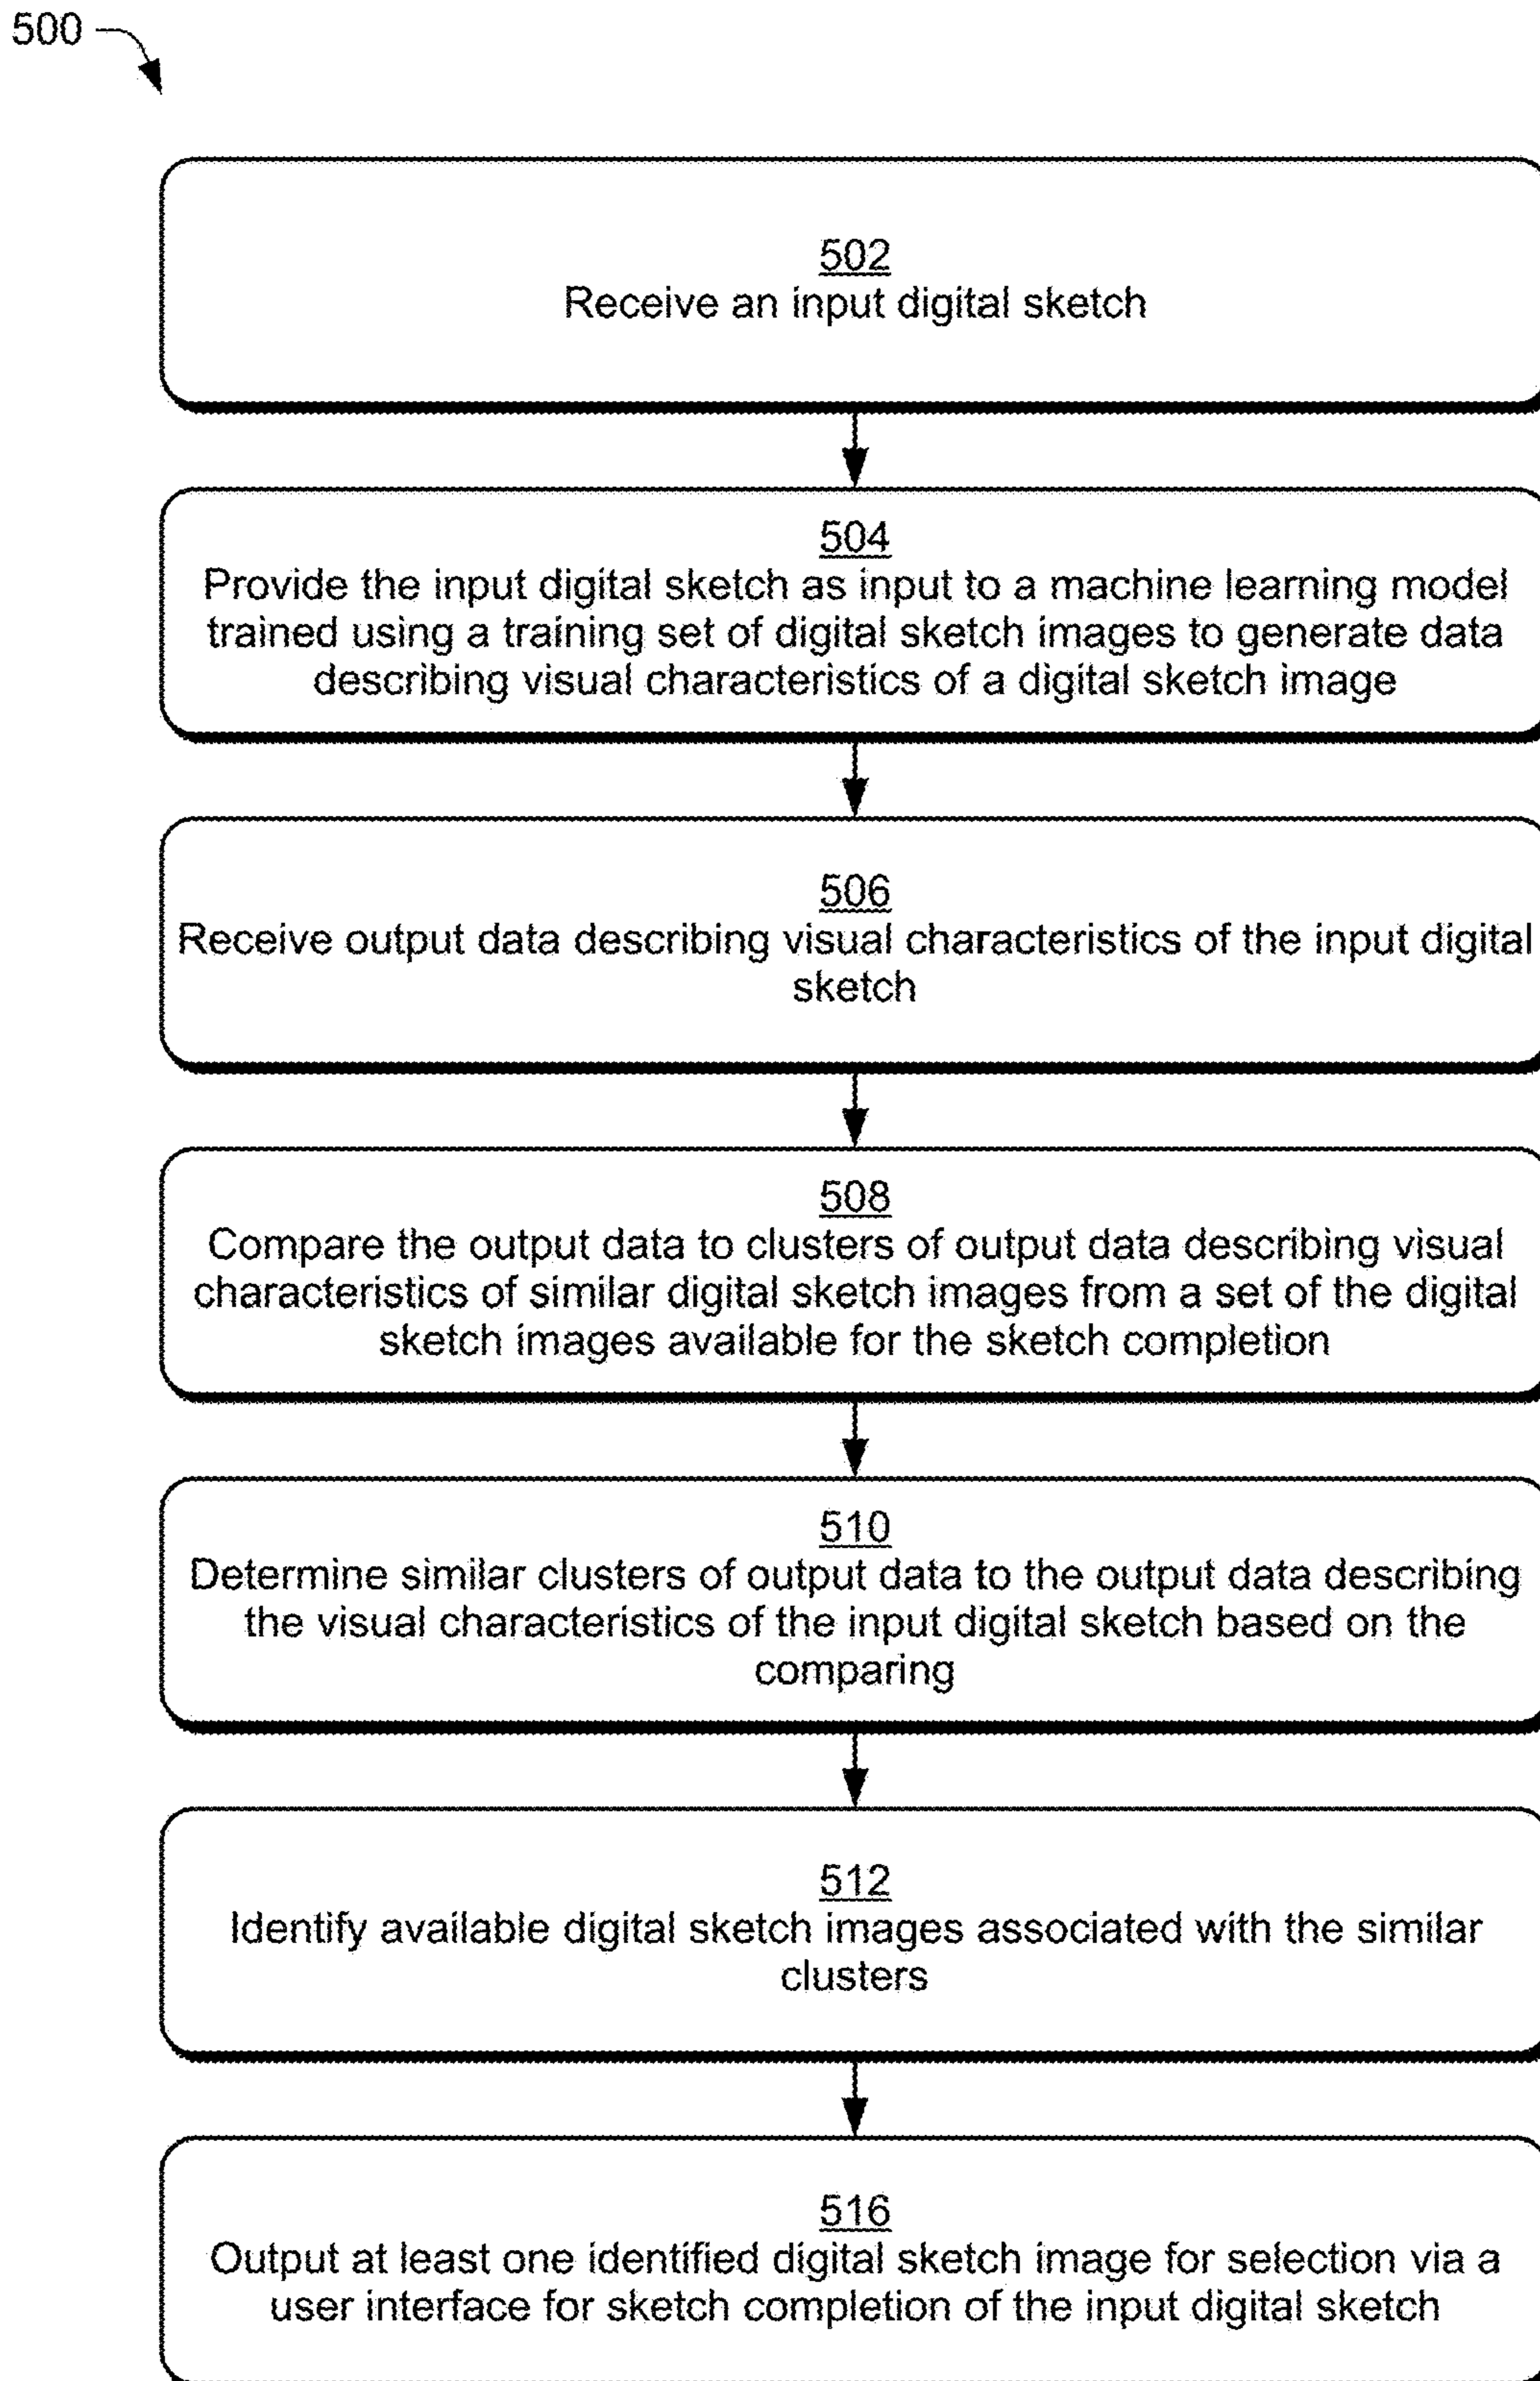 500
502
Receive an input digital sketch
504
Provide the input digital sketch as input to a machine learning model
trained using a training set of digital sketch images to generate data
describing visual characteristics of a digital sketch image
506
Receive output data describing visual characteristics of the input digital
sketch
508
Compare the output data to clusters of output data describing visual
characteristics of similar digital sketch images from a set of the digital
sketch images available for the sketch completion
510
Determine similar clusters of output data to the output data describing
the visual characteristics of the input digital sketch based on the
comparing
512
Identify available digital sketch images associated with the similar
clusters
516
Output at least one identified digital sketch image for selection via a
user interface for sketch completion of the input digital sketch